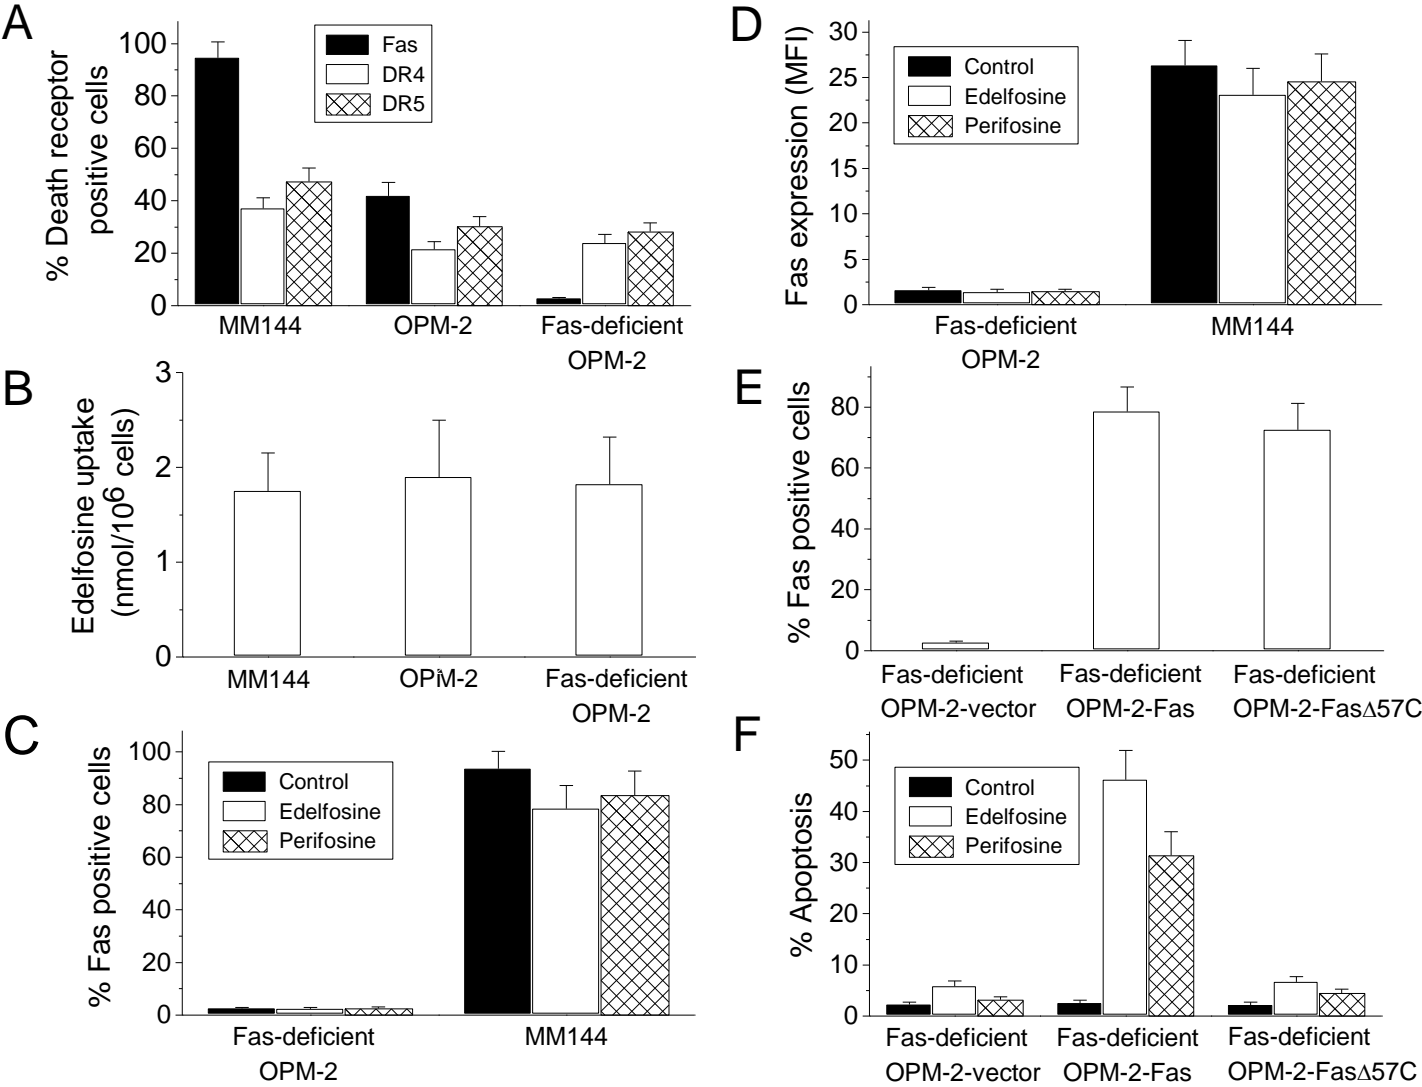 A
% Death receptor
positive cells
100
80
60
40
20
0
Fas
DR4
DR5
MM144
OPM-2
Fas-deficient
OPM-2
B
Edelfosine uptake
(nmol/10⁶ cells)
3
2
1
0
MM144
OPM-2
Fas-deficient
OPM-2
C
% Fas positive cells
100
80
60
40
20
0
Control
Edelfosine
Perifosine
Fas-deficient
OPM-2
MM144
D
Fas expression (MFI)
30
25
20
15
10
5
0
Control
Edelfosine
Perifosine
Fas-deficient
OPM-2
MM144
E
% Fas positive cells
80
60
40
20
0
Fas-deficient
OPM-2-vector
Fas-deficient
OPM-2-Fas
Fas-deficient
OPM-2-Fas∆57C
F
% Apoptosis
50
40
30
20
10
0
Control
Edelfosine
Perifosine
Fas-deficient
OPM-2-vector
Fas-deficient
OPM-2-Fas
Fas-deficient
OPM-2-Fas∆57C